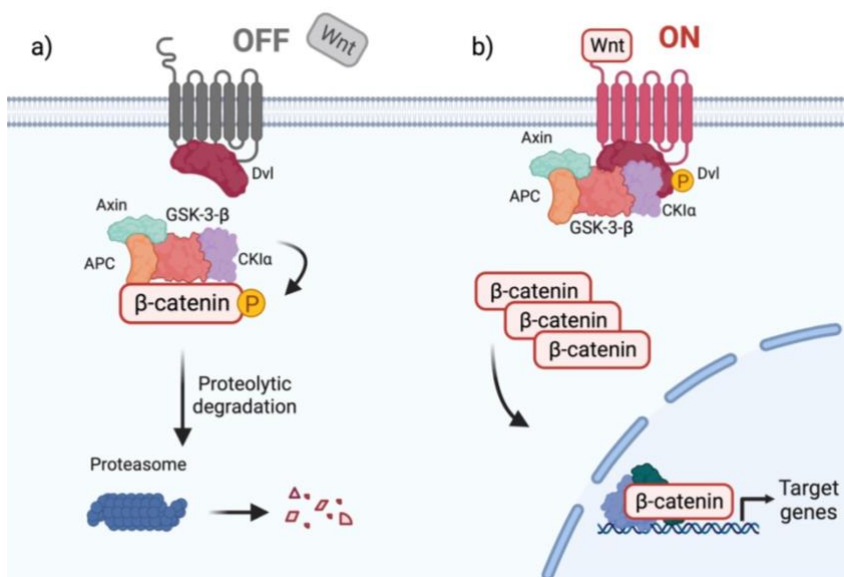 a)
OFF
Wnt
Dvl
Axin
GSK-3-β
APC
CKIα
β-catenin
P
Proteolytic
degradation
Proteasome
b)
Wnt
ON
Axin
Dvl
P
APC
CKIα
GSK-3-β
β-catenin
β-catenin
β-catenin
β-catenin
Target
genes